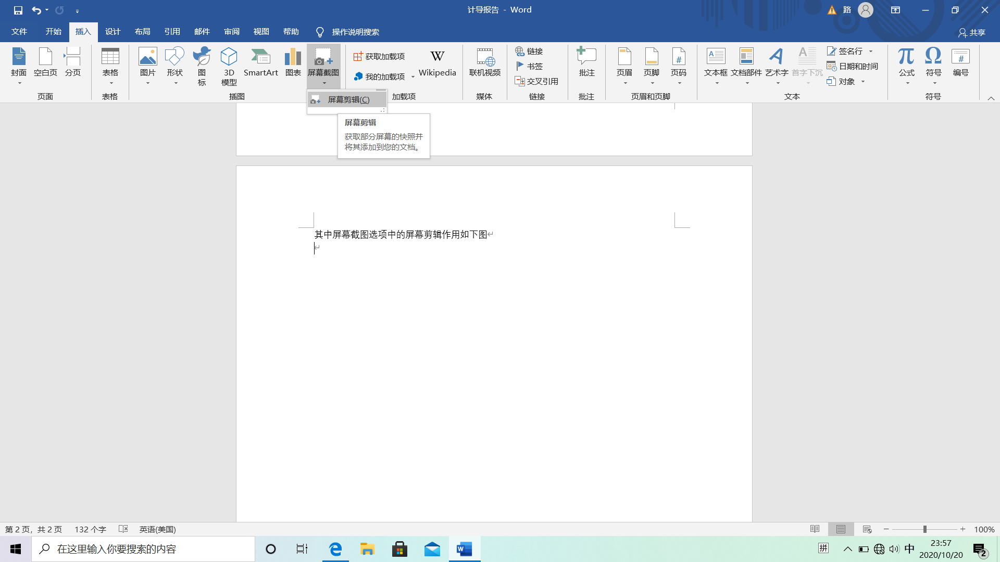 计导报告 - Word
路
文件 开始 插入 设计 布局 引用 邮件 审阅 视图 帮助 操作说明搜索 共享
封面 空白页 分页
页面
表格
表格
图片 形状 图标 3D模型 SmartArt 图表 屏幕截图
插图
获取加载项
我的加载项
Wikipedia
加载项
联机视频
媒体
链接
书签
交叉引用
链接
批注
批注
页眉 页脚 页码
页眉和页脚
文本框 文档部件 艺术字 首字下沉
签名行
日期和时间
对象
文本
公式 符号 编号
符号
屏幕剪辑(C)
屏幕剪辑
获取部分屏幕的快照并
将其添加到您的文档。
其中屏幕截图选项中的屏幕剪辑作用如下图
第 2 页，共 2 页 132 个字 英语(美国) 100%
在这里输入你要搜索的内容
拼 中
23:57
2020/10/20
2